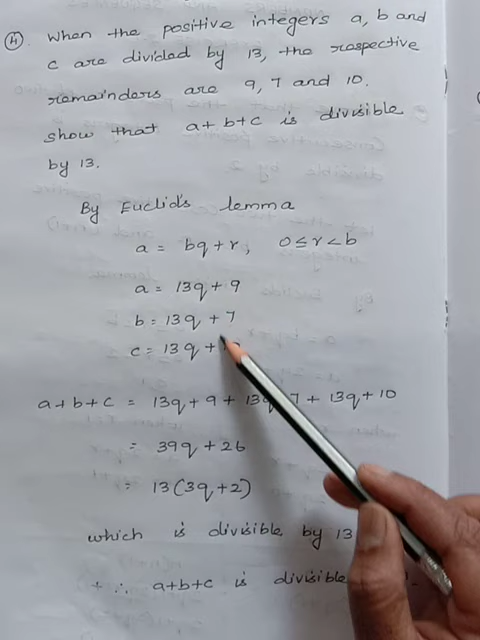 ④. When the positive integers a, b and
c are divided by 13, the respective
remainders are 9, 7 and 10.
show that a+b+c is divisible
by 13.
By Euclid's lemma
a = bq + r, 0 ≤ r < b
a = 13q + 9
b = 13q + 7
c = 13q +
a+b+c = 13q + 9 + 13q 7 + 13q + 10
= 39q + 26
= 13(3q+2)
which is divisible by 13
∴ a+b+c is divisible